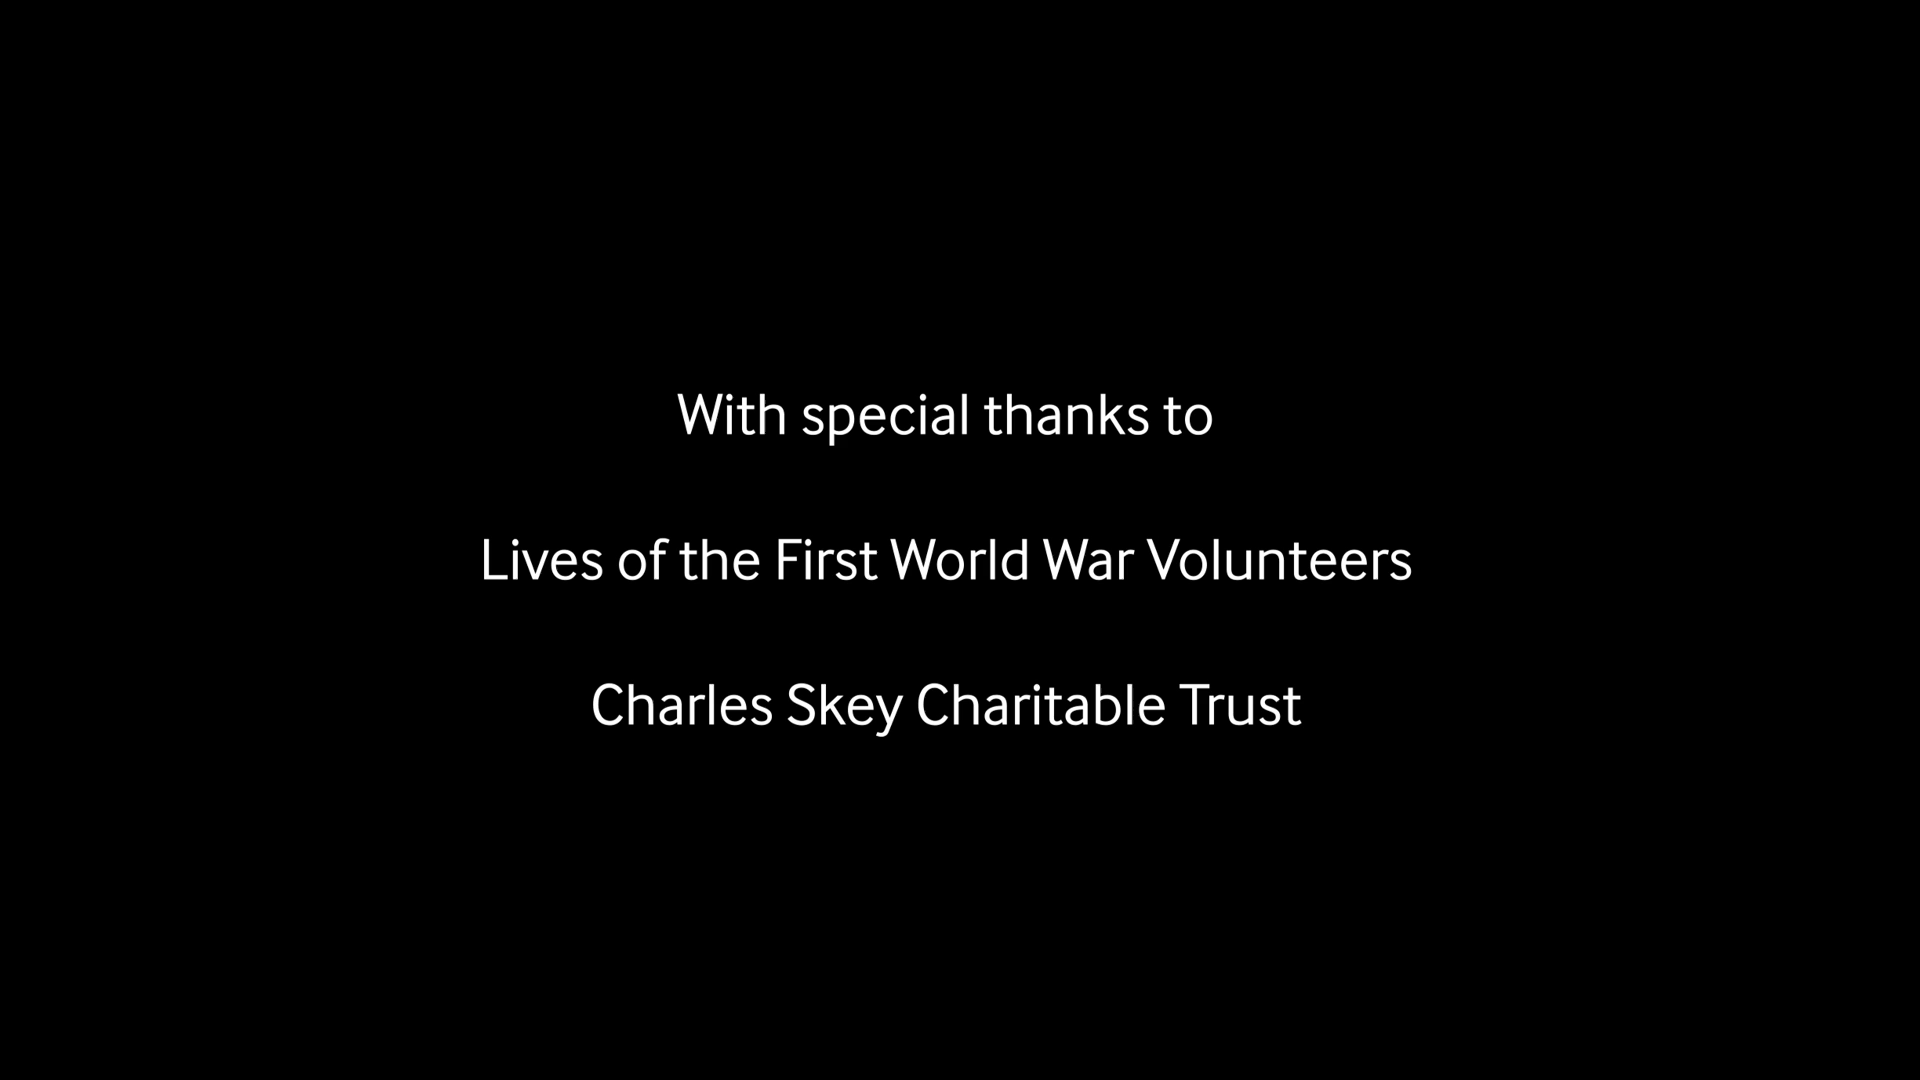 With special thanks to
Lives of the First World War Volunteers
Charles Skey Charitable Trust